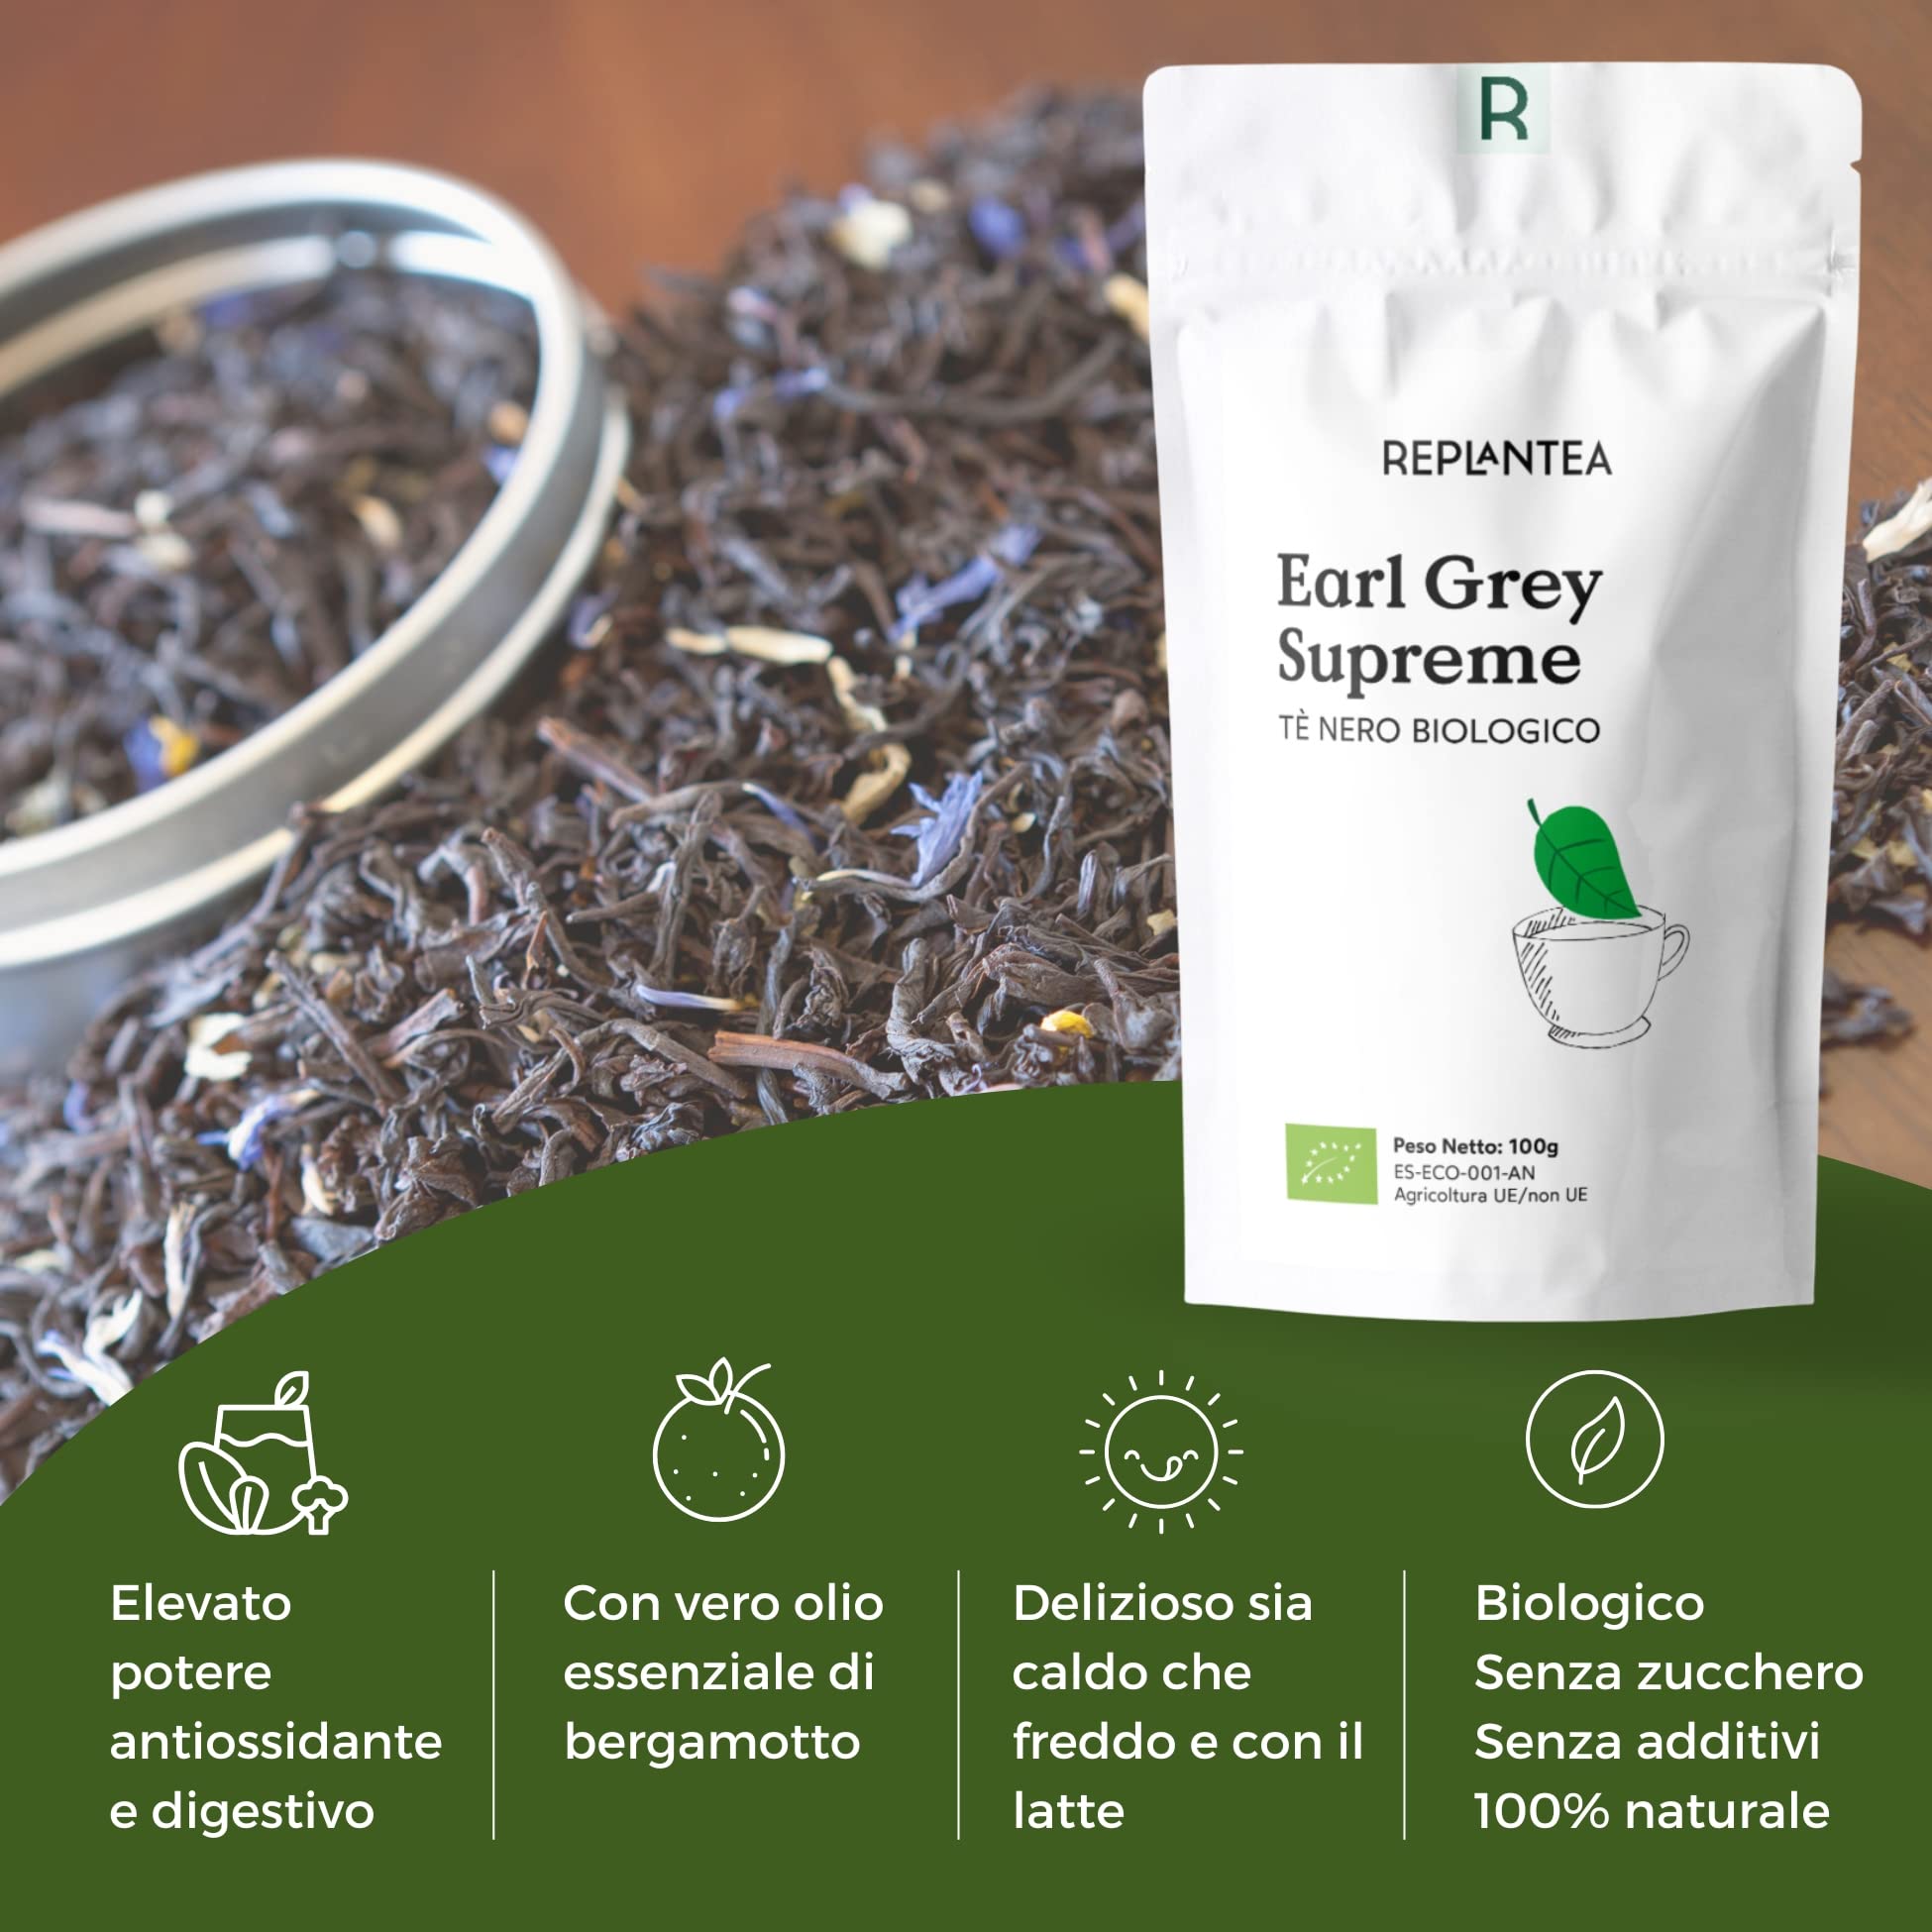 R
REPLANTEA
Earl Grey
Supreme
TÈ NERO BIOLOGICO
Peso Netto: 100g
ES-ECO-001-AN
Agricoltura UE/non UE
Elevato
potere
antiossidante
e digestivo
Con vero olio
essenziale di
bergamotto
Delizioso sia
caldo che
freddo e con il
latte
Biologico
Senza zucchero
Senza additivi
100% naturale